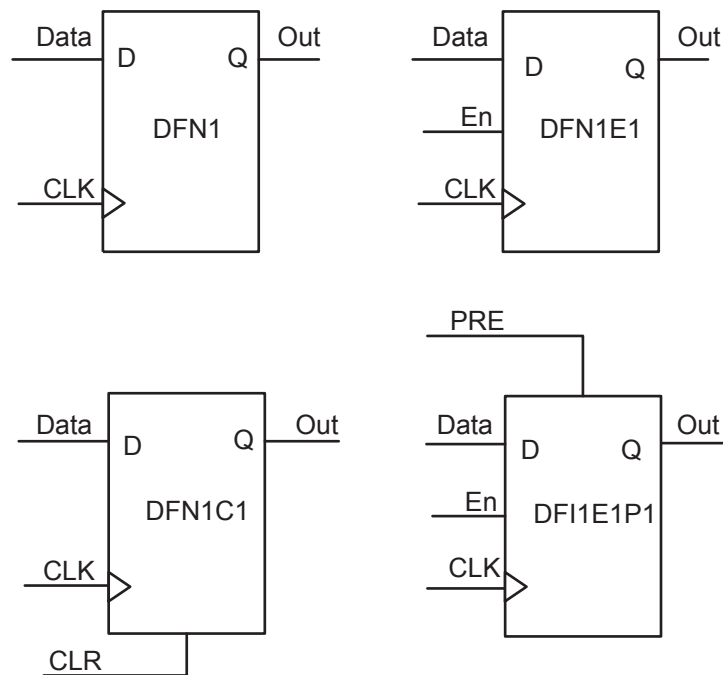 Data
Out
D
Q
DFN1
CLK
Data
Out
D
Q
En
DFN1E1
CLK
Data
Out
D
Q
DFN1C1
CLK
CLR
PRE
Data
Out
D
Q
En
DFI1E1P1
CLK